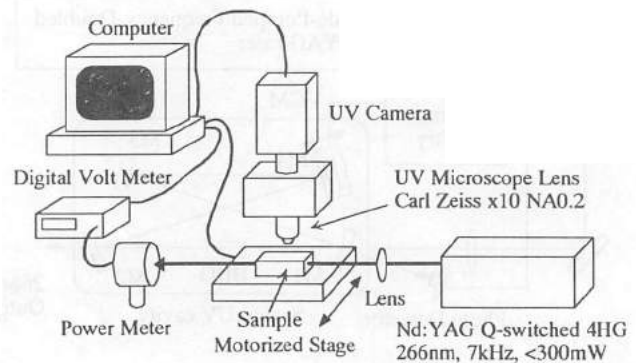 Computer
UV Camera
Digital Volt Meter
UV Microscope Lens
Carl Zeiss x10 NA0.2
Lens
Power Meter
Sample
Motorized Stage
Nd:YAG Q-switched 4HG
266nm, 7kHz, <300mW